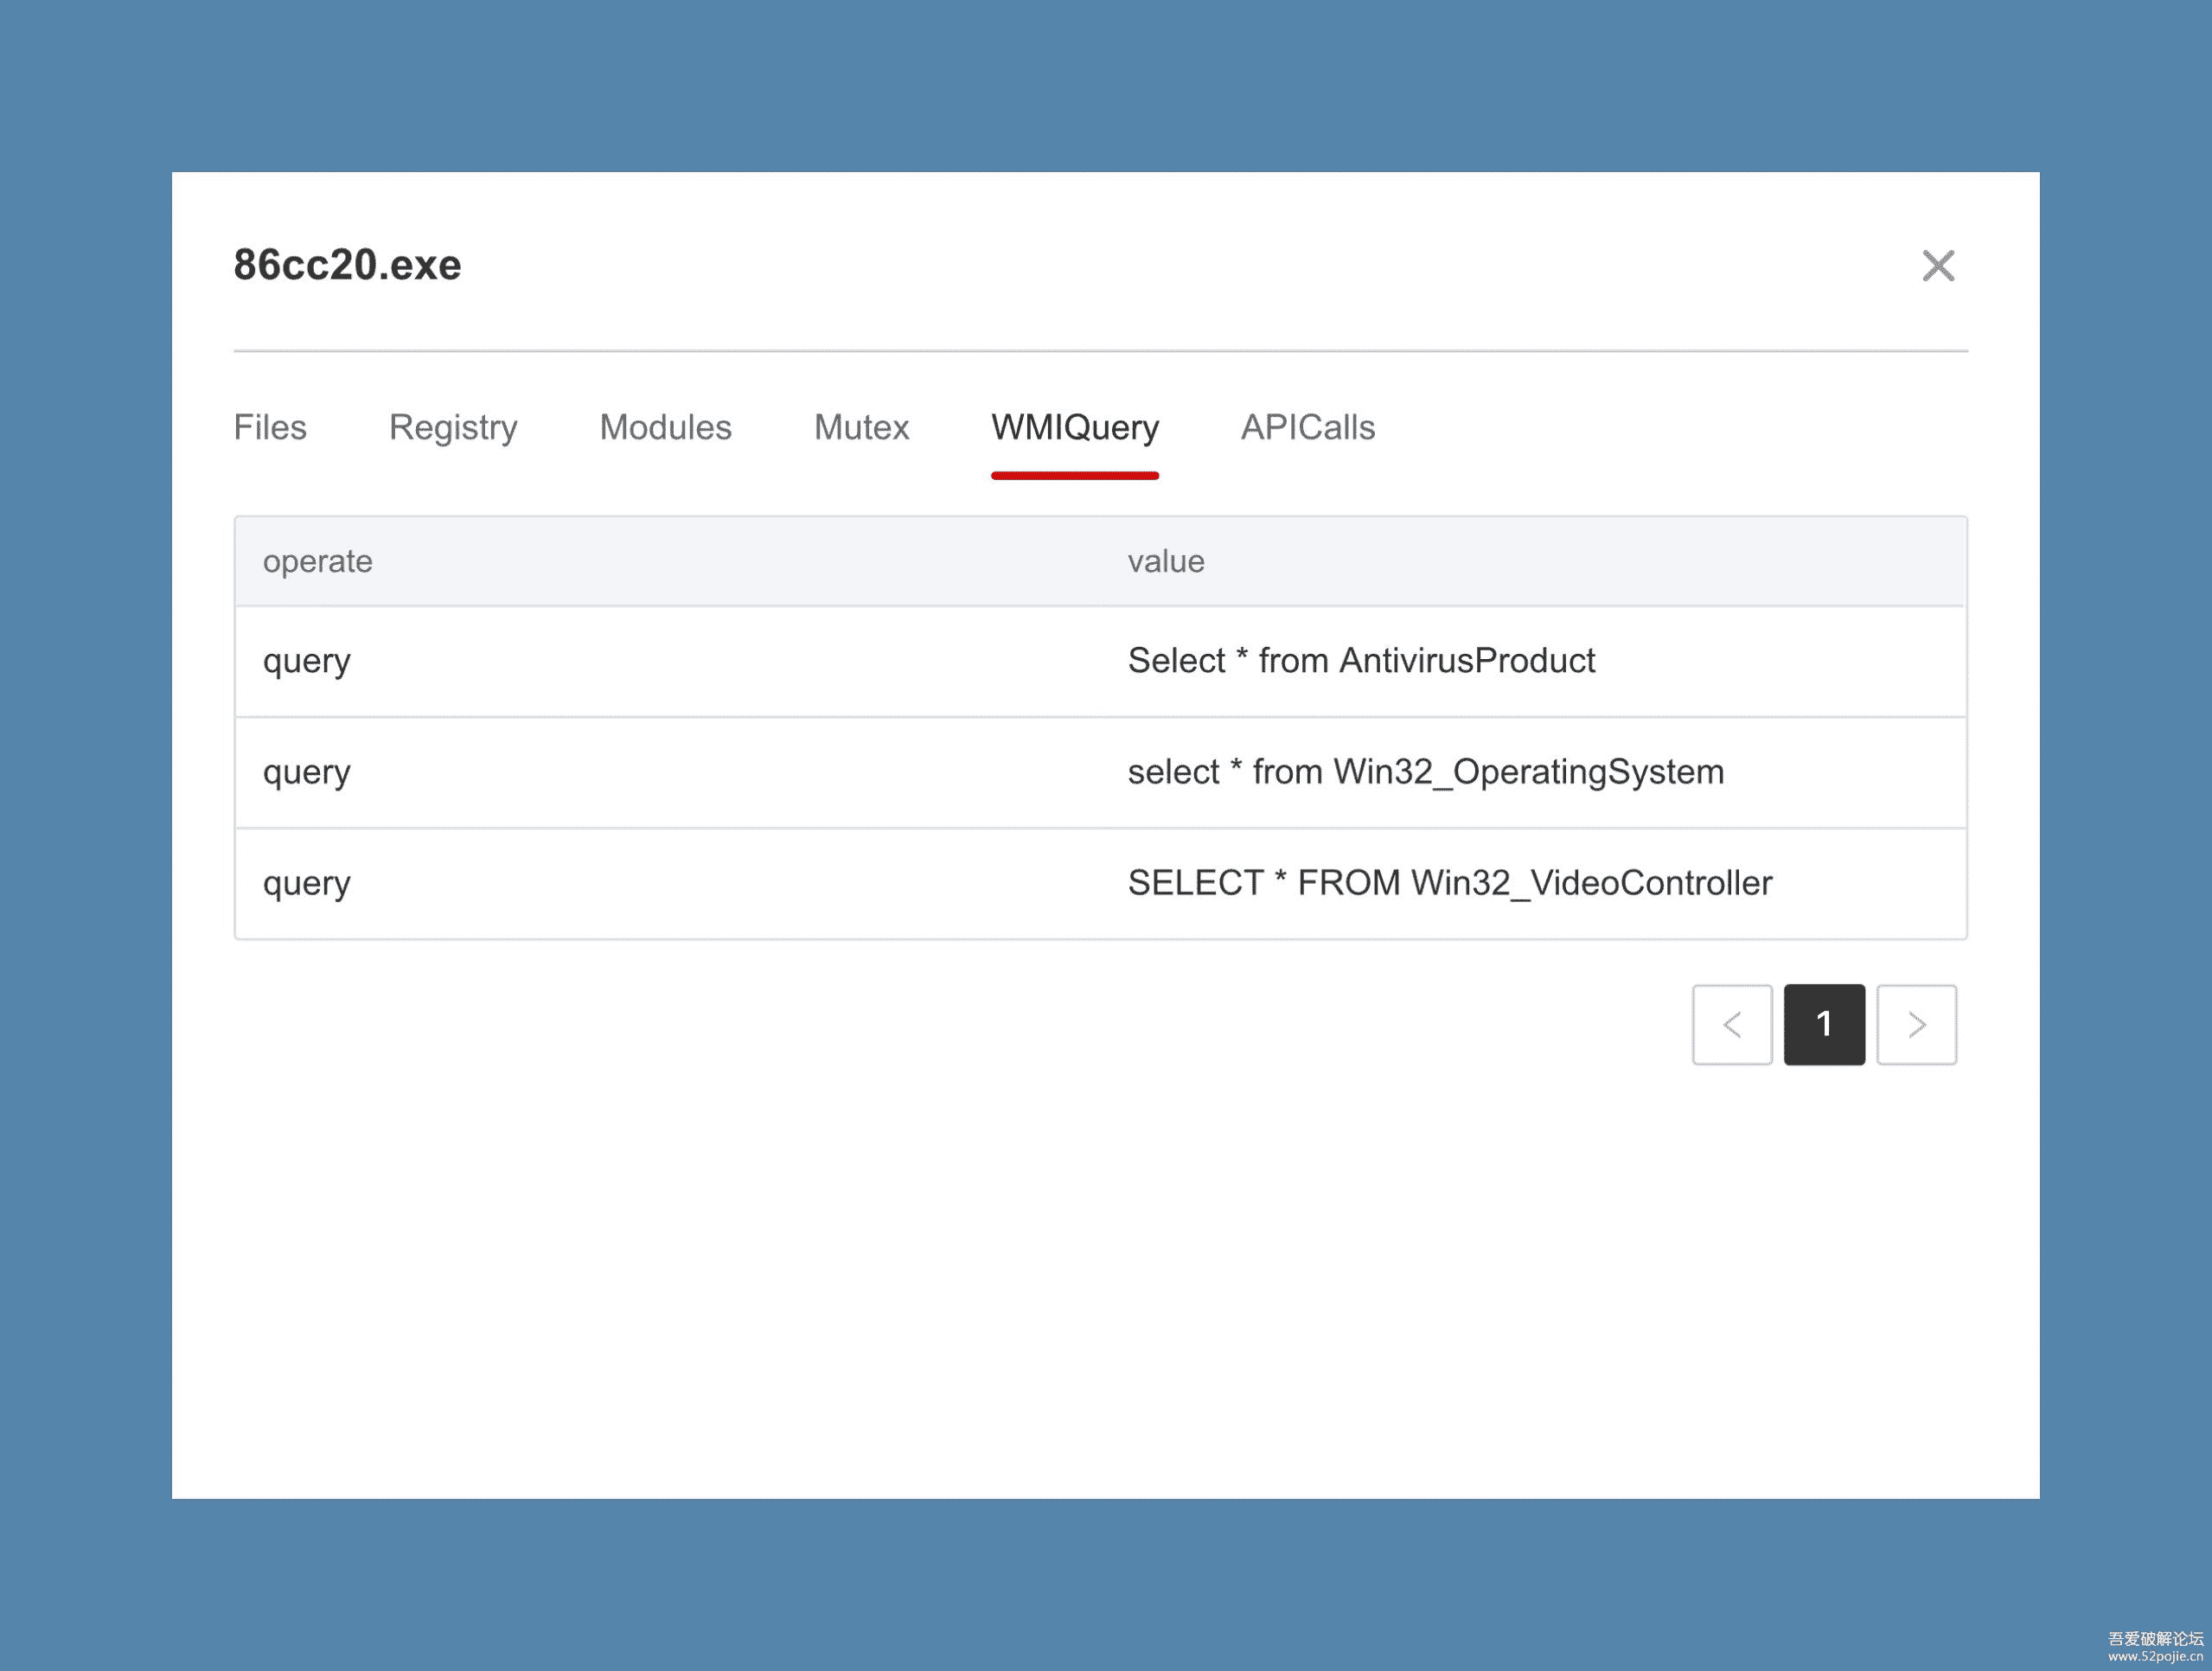 86cc20.exe
Files Registry Modules Mutex WMIQuery APICalls
operate value
query Select * from AntivirusProduct
query select * from Win32_OperatingSystem
query SELECT * FROM Win32_VideoController
< 1 >
吾爱破解论坛
www.52pojie.cn